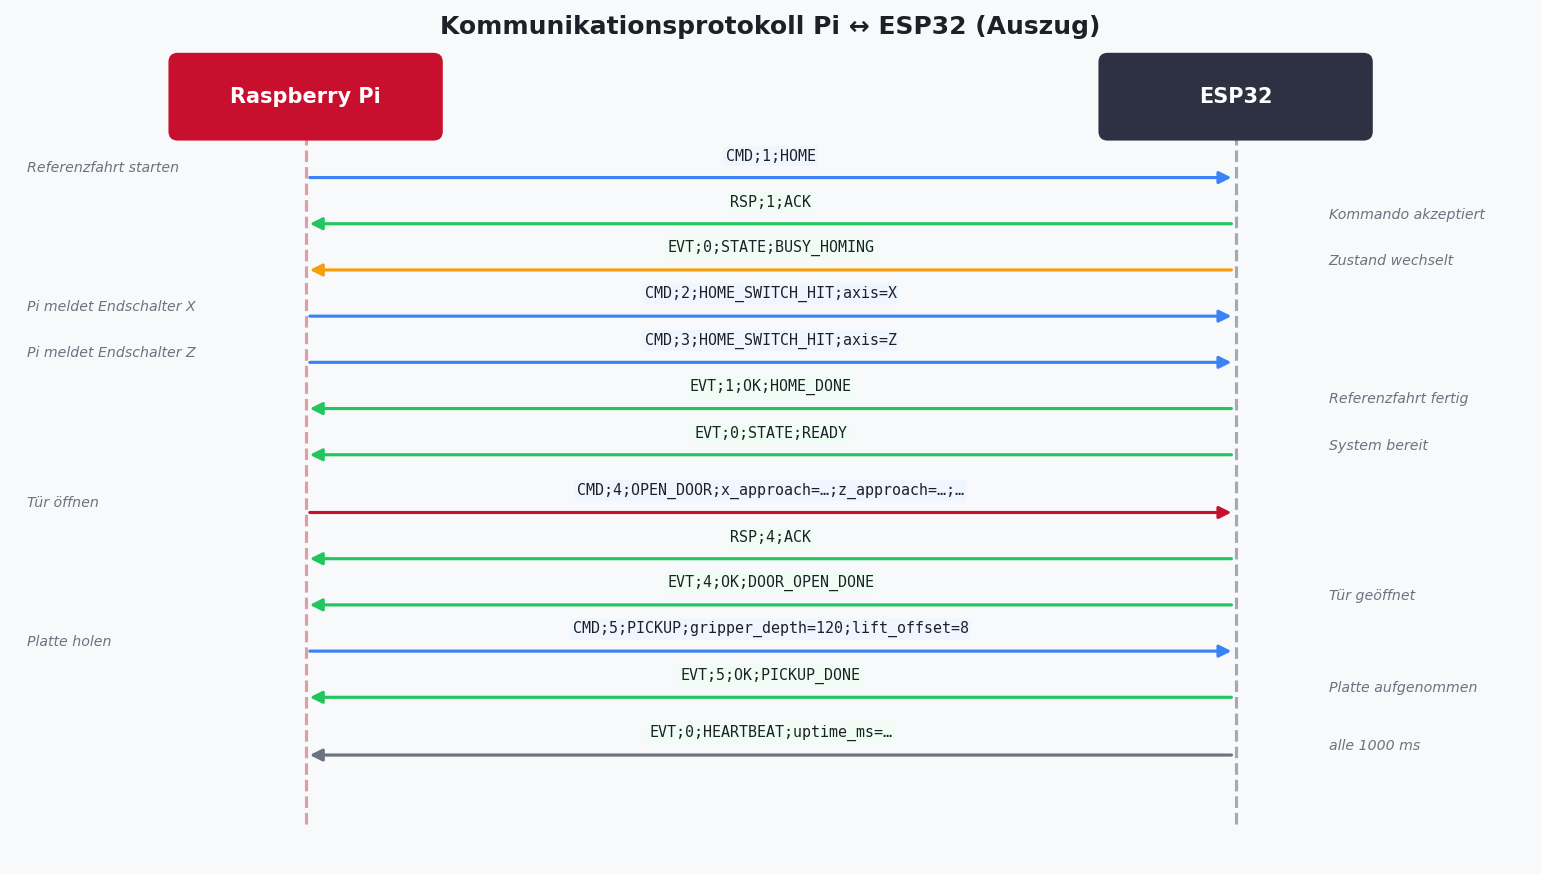 Kommunikationsprotokoll Pi ↔ ESP32 (Auszug)
Raspberry Pi
ESP32
CMD;1;HOME
Referenzfahrt starten
RSP;1;ACK
Kommando akzeptiert
EVT;0;STATE;BUSY_HOMING
Zustand wechselt
CMD;2;HOME_SWITCH_HIT;axis=X
Pi meldet Endschalter X
CMD;3;HOME_SWITCH_HIT;axis=Z
Pi meldet Endschalter Z
EVT;1;OK;HOME_DONE
Referenzfahrt fertig
EVT;0;STATE;READY
System bereit
CMD;4;OPEN_DOOR;x_approach=…;z_approach=…;…
Tür öffnen
RSP;4;ACK
EVT;4;OK;DOOR_OPEN_DONE
Tür geöffnet
CMD;5;PICKUP;gripper_depth=120;lift_offset=8
Platte holen
EVT;5;OK;PICKUP_DONE
Platte aufgenommen
EVT;0;HEARTBEAT;uptime_ms=…
alle 1000 ms